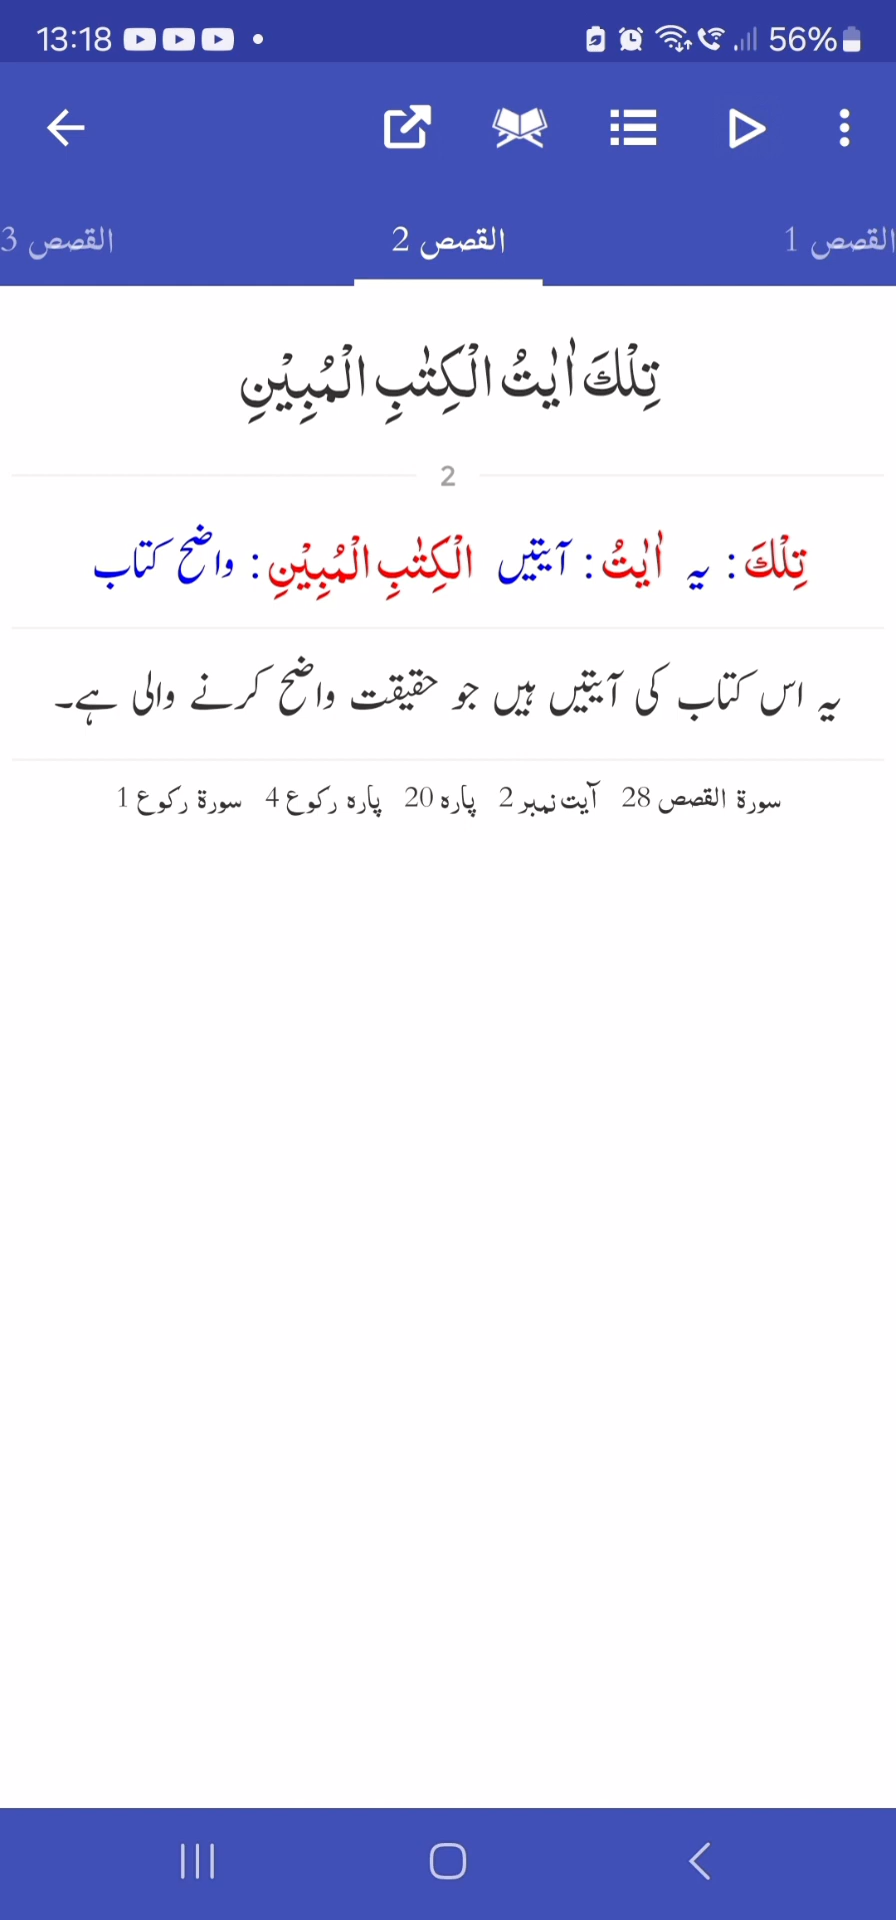 13:18 56%
القصص 1 القصص 2 القصص 3
تِلْكَ اٰیٰتُ الْكِتٰبِ الْمُبِیْنِ
2
تِلْكَ: یہ اٰیٰتُ: آیتیں الْكِتٰبِ الْمُبِیْنِ: واضح کتاب
یہ اس کتاب کی آیتیں ہیں جو حقیقت واضح کرنے والی ہے۔
سورۃ القصص 28 آیت نمبر 2 پارہ 20 پارہ رکوع 4 سورۃ رکوع 1